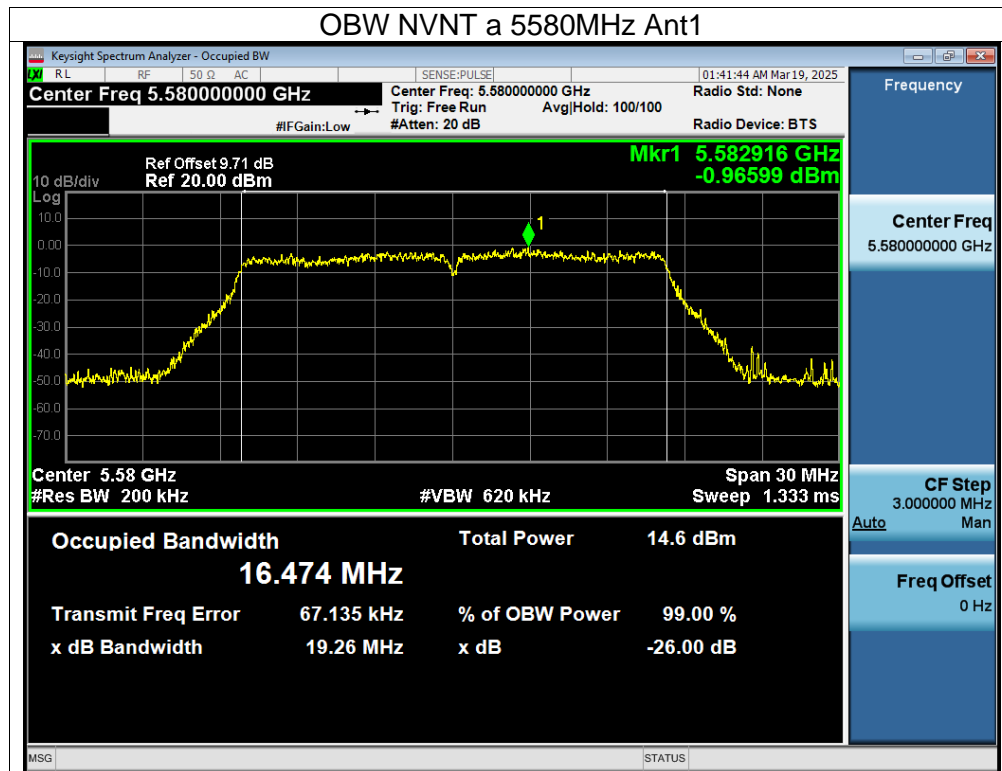 OBW NVNT a 5580MHz Ant1
Keysight Spectrum Analyzer - Occupied BW
LXI RL RF 50 Ω AC SENSE:PULSE 01:41:44 AM Mar 19, 2025
Center Freq 5.580000000 GHz Center Freq: 5.580000000 GHz Radio Std: None
Trig: Free Run Avg|Hold: 100/100
#IFGain:Low #Atten: 20 dB Radio Device: BTS
Ref Offset 9.71 dB Mkr1 5.582916 GHz
10 dB/div Ref 20.00 dBm -0.96599 dBm
Log
10.0
1
0.00
-10.0
-20.0
-30.0
-40.0
-50.0
-60.0
-70.0
Center 5.58 GHz Span 30 MHz
#Res BW 200 kHz #VBW 620 kHz Sweep 1.333 ms
Occupied Bandwidth Total Power 14.6 dBm
16.474 MHz
Transmit Freq Error 67.135 kHz % of OBW Power 99.00 %
x dB Bandwidth 19.26 MHz x dB -26.00 dB
Frequency
Center Freq
5.580000000 GHz
CF Step
3.000000 MHz
Auto Man
Freq Offset
0 Hz
MSG STATUS